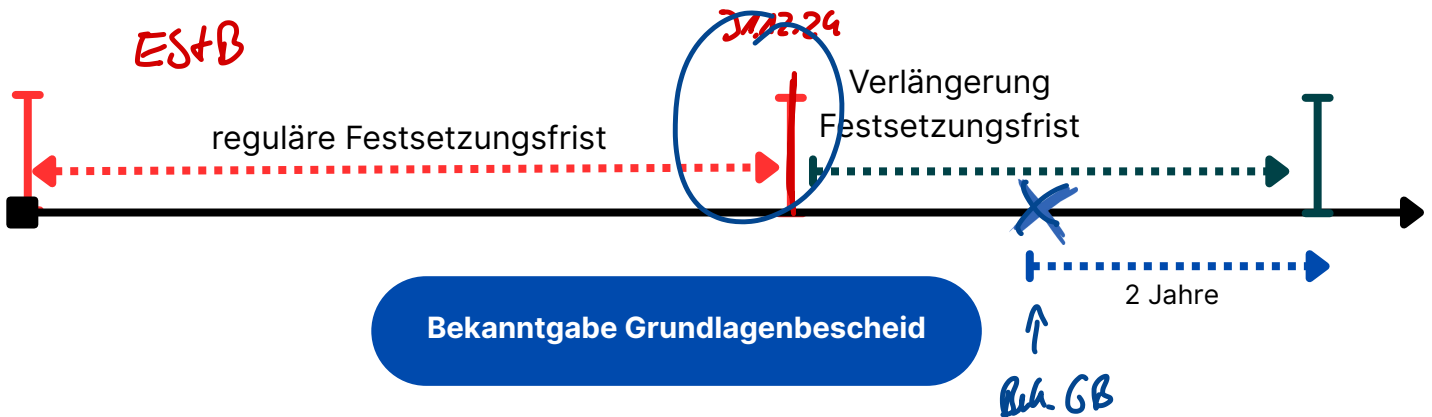 31.12.24
EStB
Verlängerung
Festsetzungsfrist
reguläre Festsetzungsfrist
2 Jahre
Bekanntgabe Grundlagenbescheid
Bek. GB